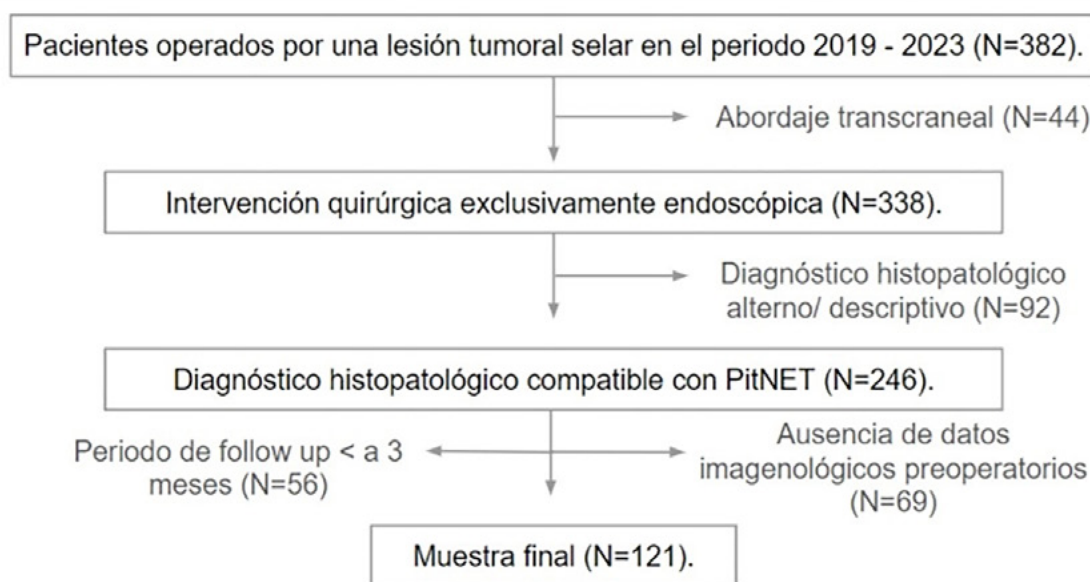 Pacientes operados por una lesión tumoral selar en el periodo 2019 - 2023 (N=382).
Abordaje transcraneal (N=44)
Intervención quirúrgica exclusivamente endoscópica (N=338).
Diagnóstico histopatológico
alterno/ descriptivo (N=92)
Diagnóstico histopatológico compatible con PitNET (N=246).
Periodo de follow up < a 3
meses (N=56)
Ausencia de datos
imagenológicos preoperatorios
(N=69)
Muestra final (N=121).